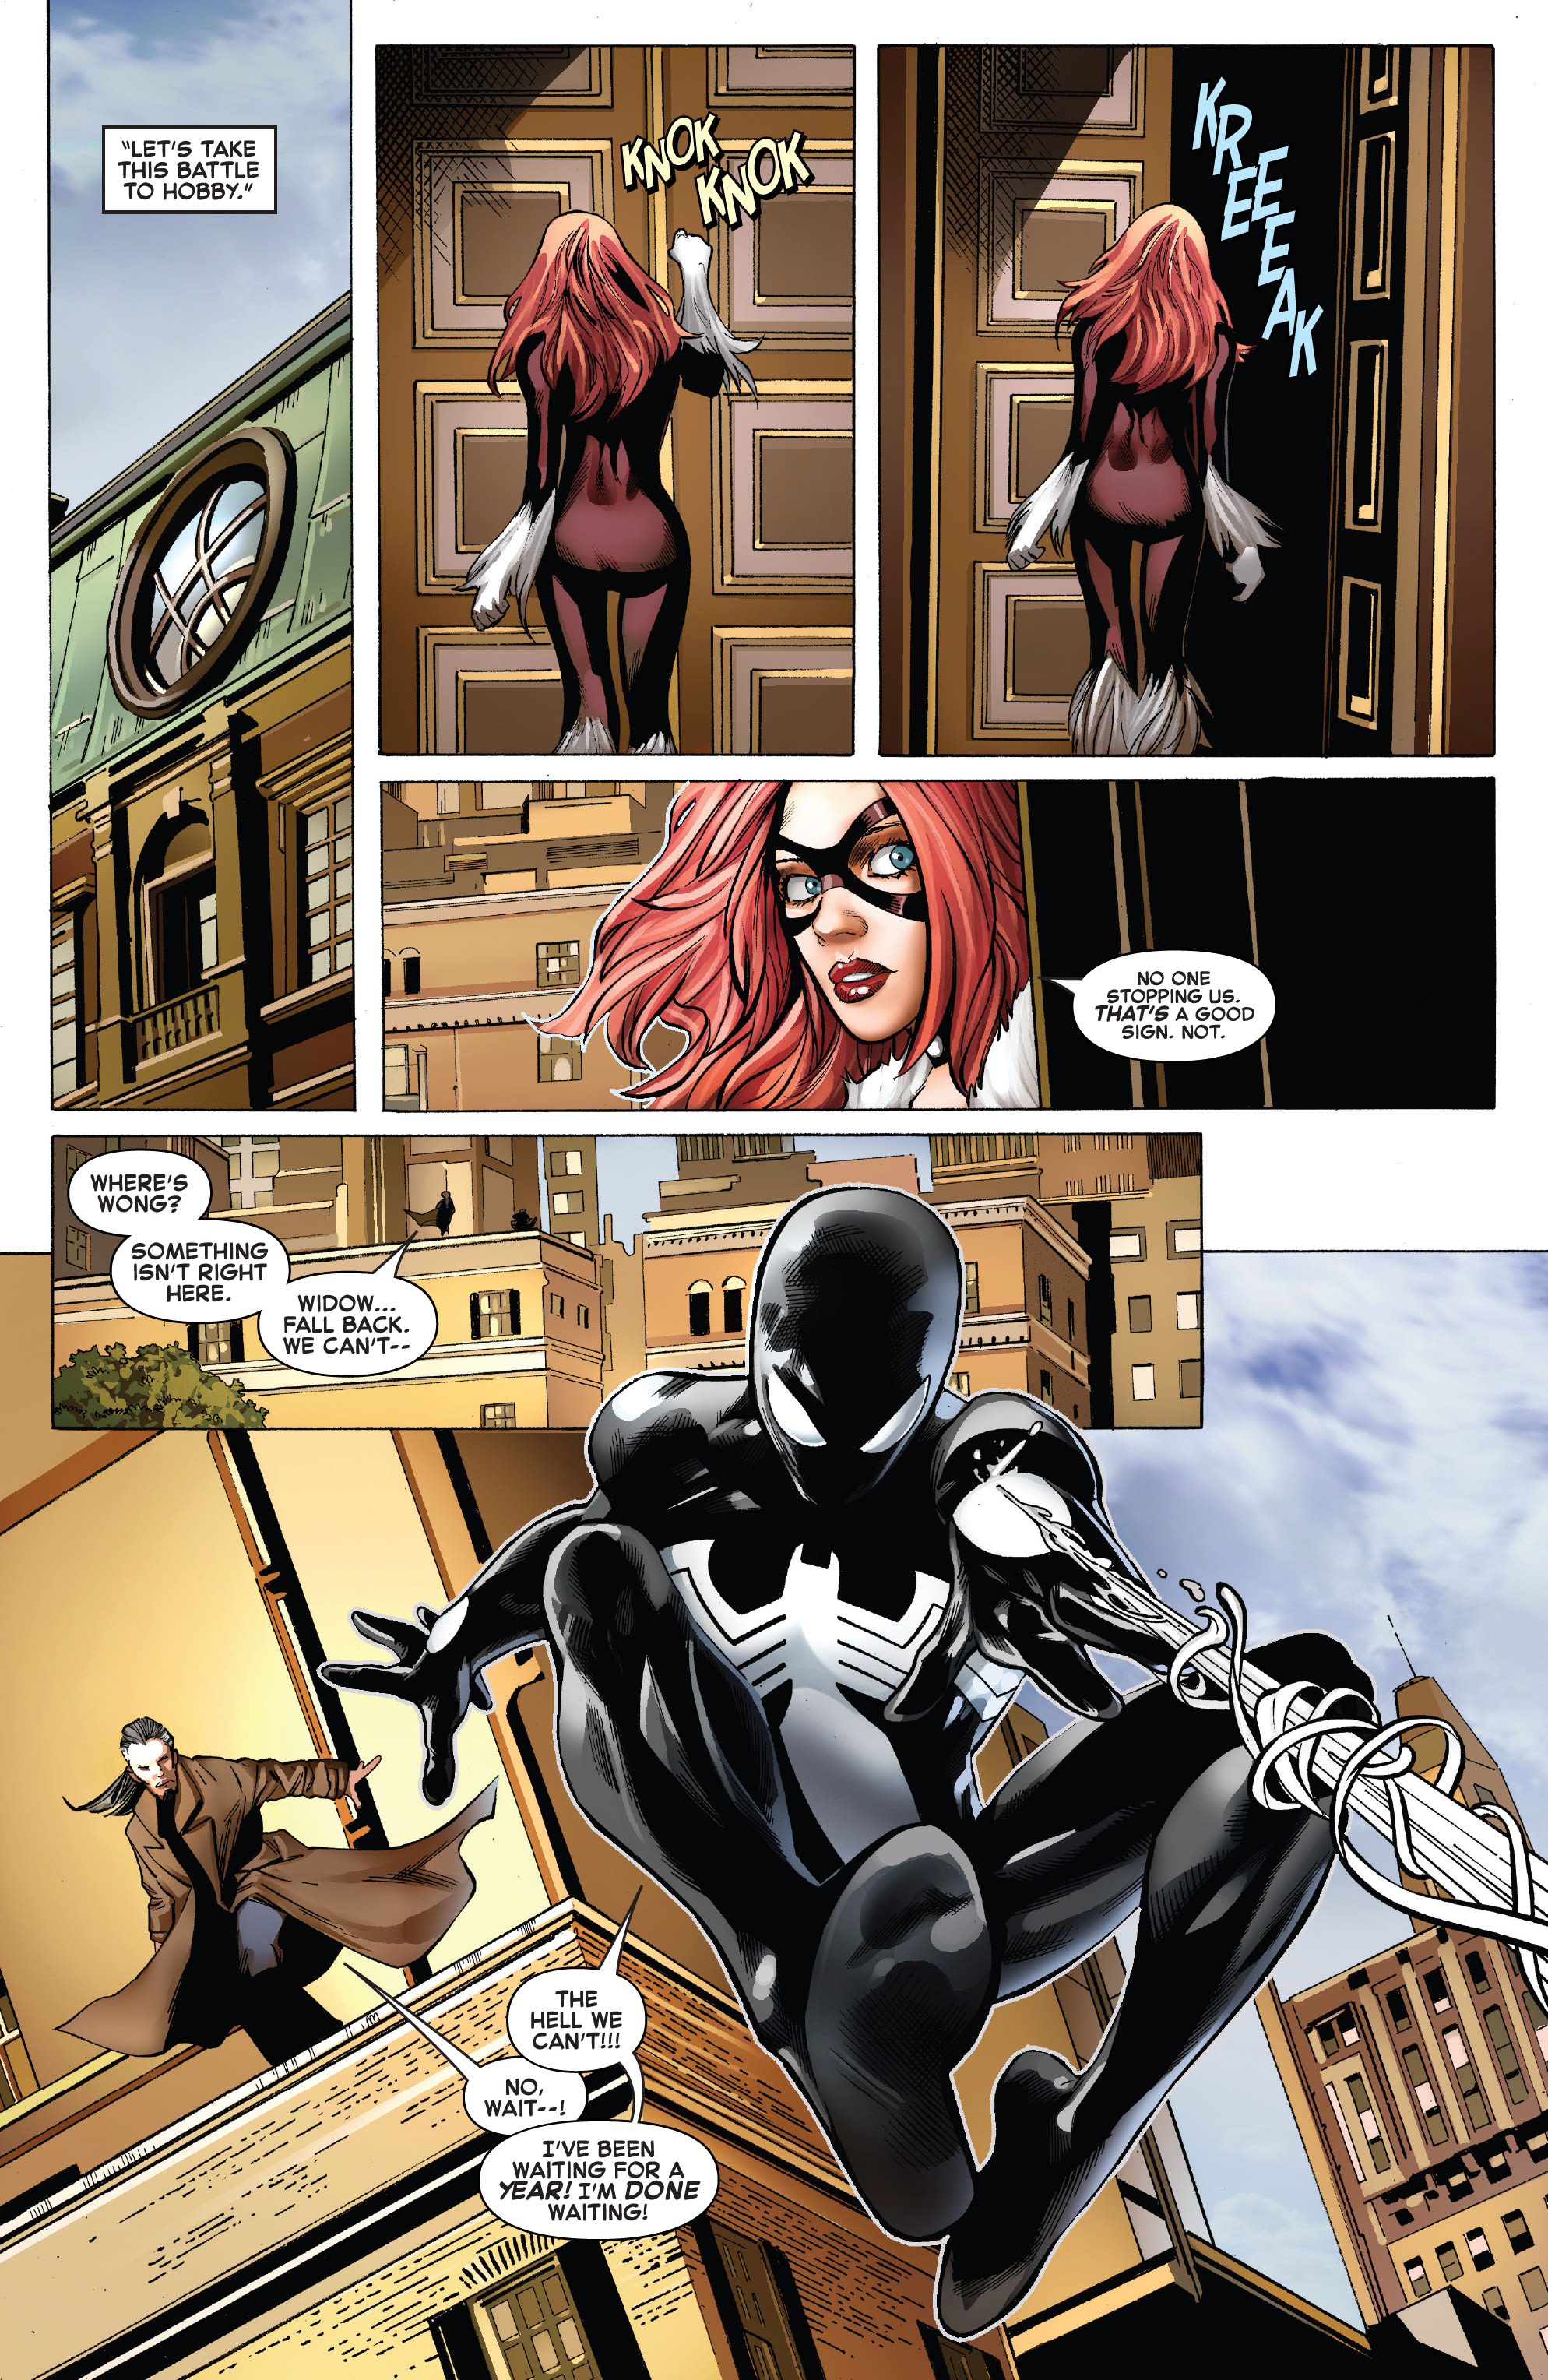 "LET'S TAKE
THIS BATTLE
TO HOBBY."
KNOK
KNOK
KREEEEAK
NO ONE
STOPPING US.
THAT'S A GOOD
SIGN. NOT.
WHERE'S
WONG?
SOMETHING
ISN'T RIGHT
HERE.
WIDOW...
FALL BACK.
WE CAN'T--
THE
HELL WE
CAN'T!!!
NO,
WAIT--!
I'VE BEEN
WAITING FOR A
YEAR! I'M DONE
WAITING!